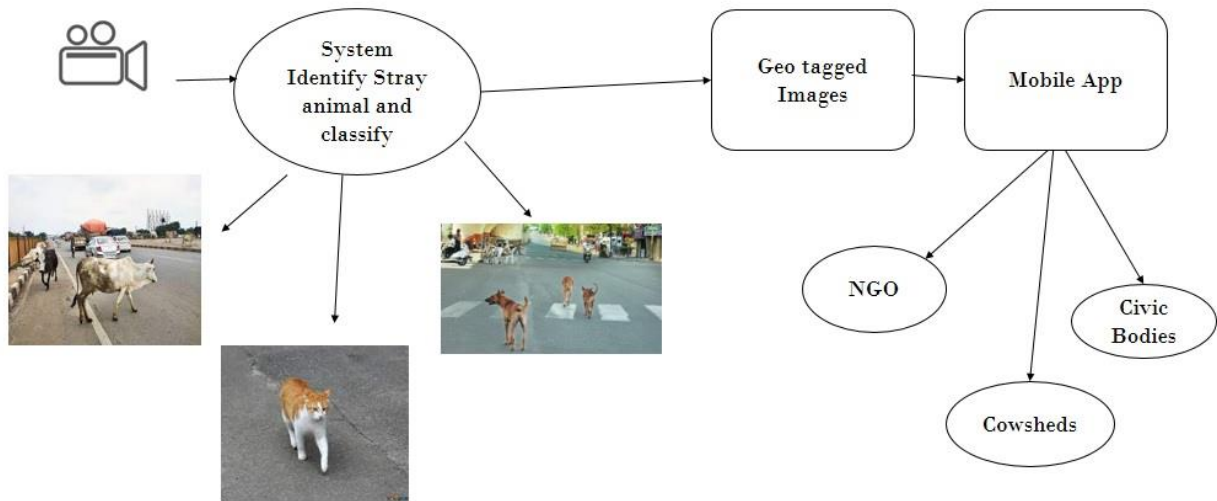 System
Identify Stray
animal and
classify
Geo tagged
Images
Mobile App
NGO
Civic
Bodies
Cowsheds